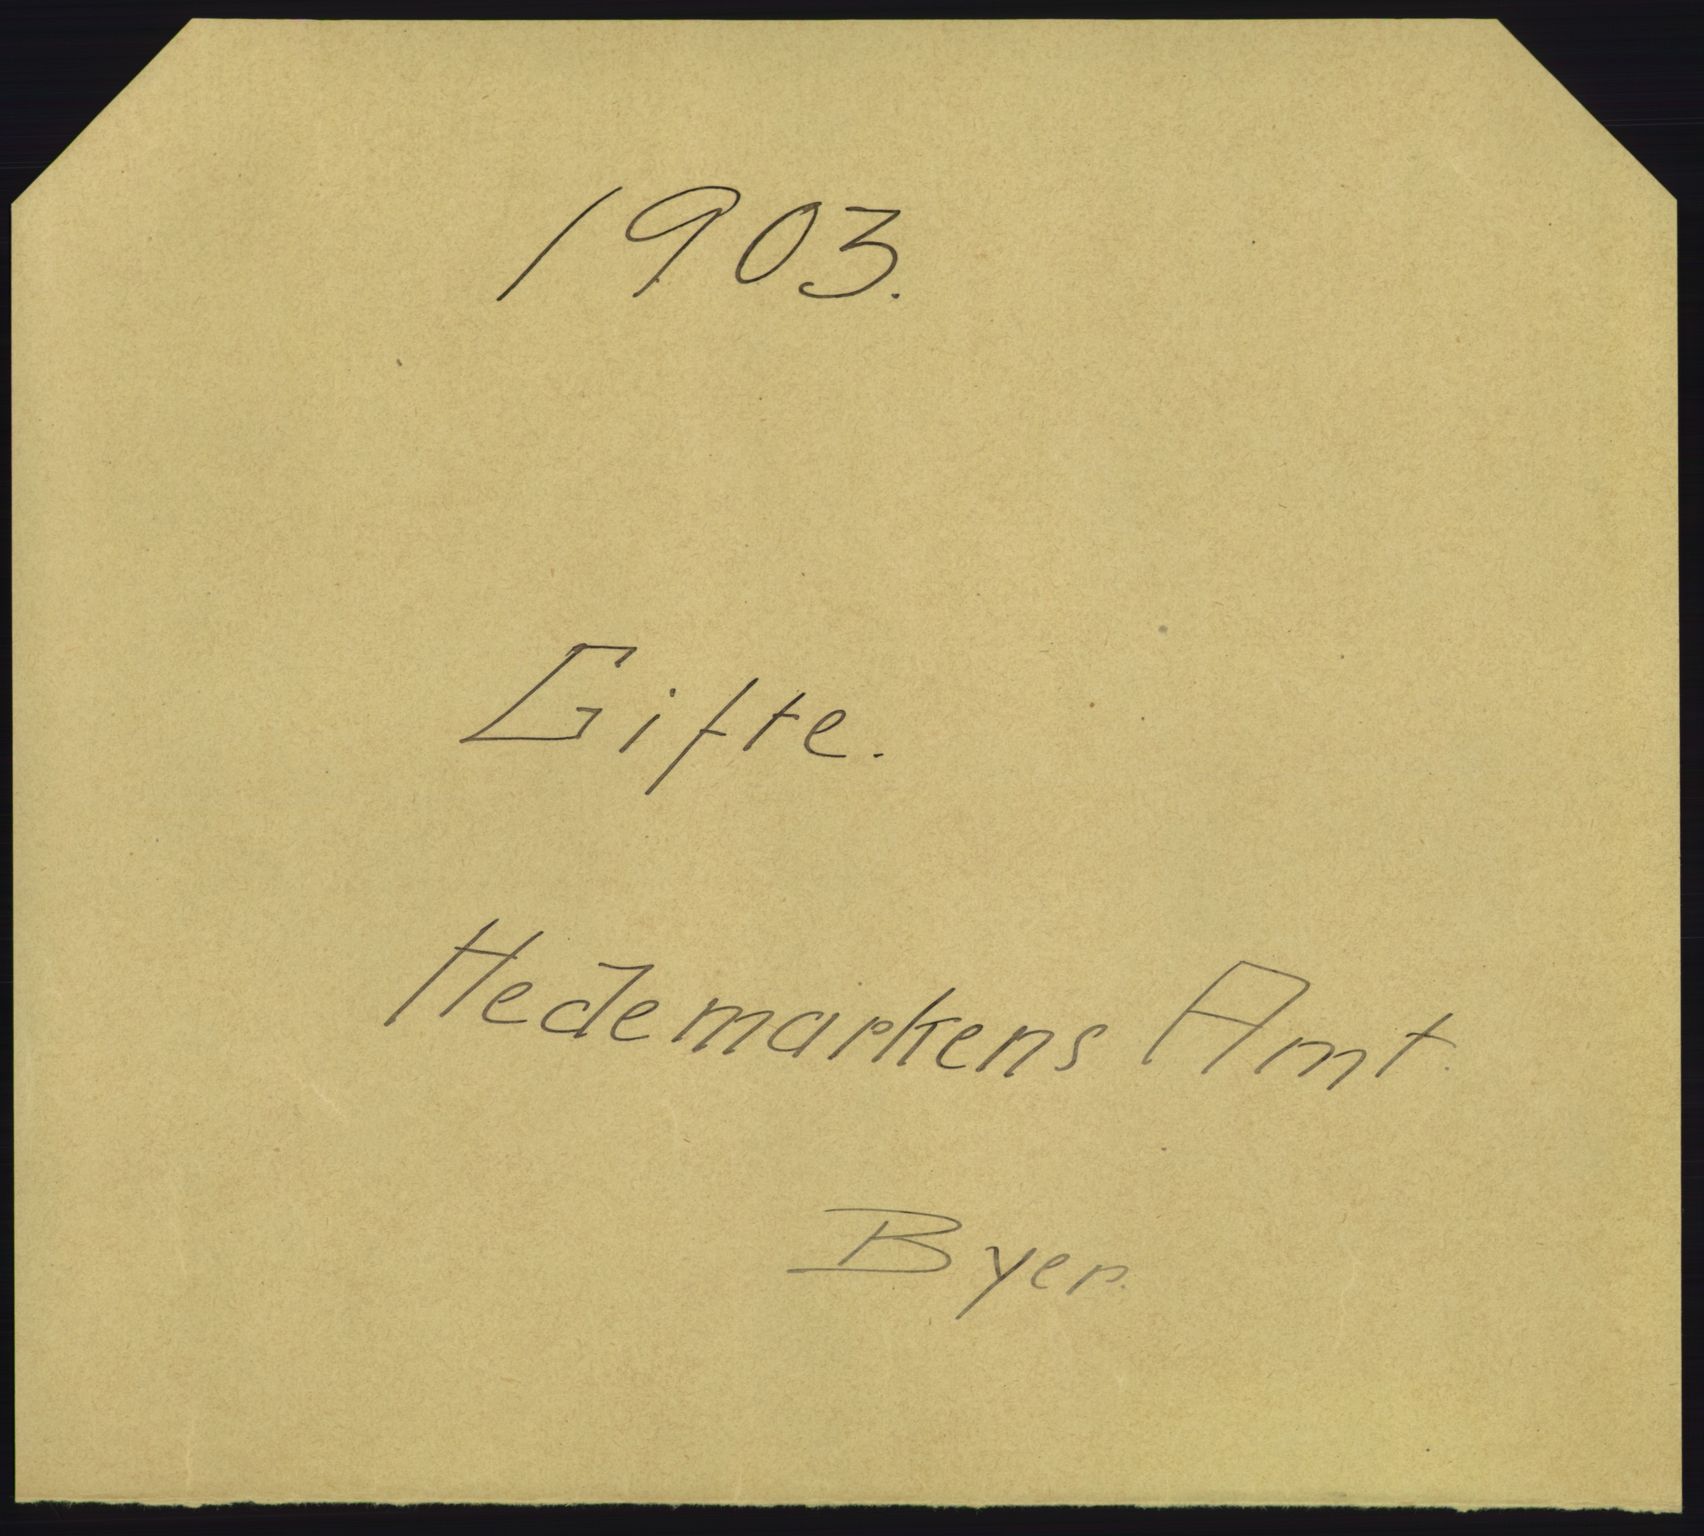 1903.
Gifte.
Hedemarkens Amt.
Byer.